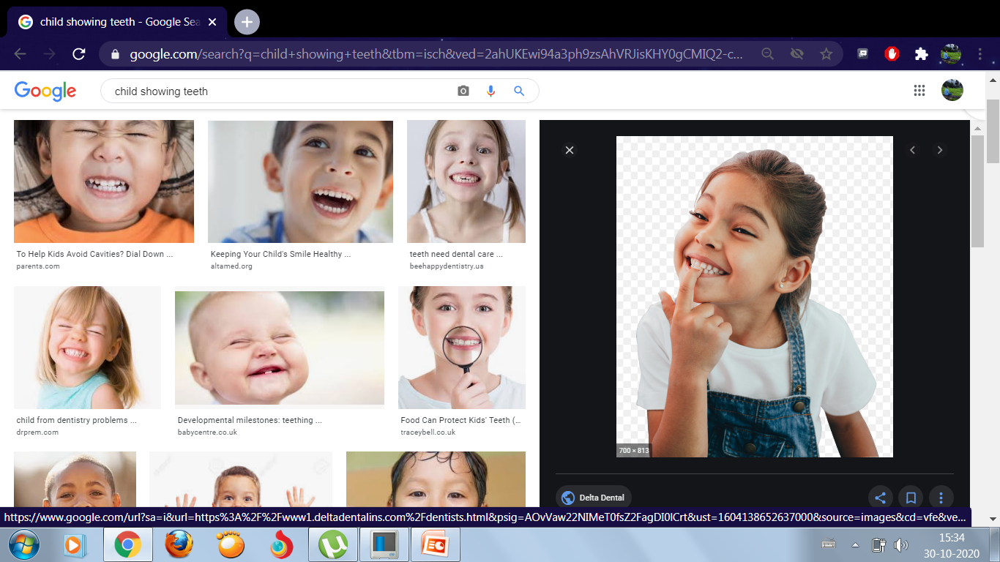 child showing teeth - Google Sea
google.com/search?q=child+showing+teeth&tbm=isch&ved=2ahUKEwi94a3ph9zsAhVRJisKHY0gCMIQ2-c...
Google
child showing teeth
To Help Kids Avoid Cavities? Dial Down ...
parents.com
Keeping Your Child's Smile Healthy ...
altamed.org
teeth need dental care ...
beehappydentistry.us
child from dentistry problems ...
drprem.com
Developmental milestones: teething ...
babycentre.co.uk
Food Can Protect Kids' Teeth (...
traceybell.co.uk
700 × 813
Delta Dental
https://www.google.com/url?sa=i&url=https%3A%2F%2Fwww1.deltadentalins.com%2Fdentists.html&psig=AOvVaw22NIMeT0fsZ2FagDI0lCrt&ust=1604138652637000&source=images&cd=vfe&ve...
15:34
30-10-2020